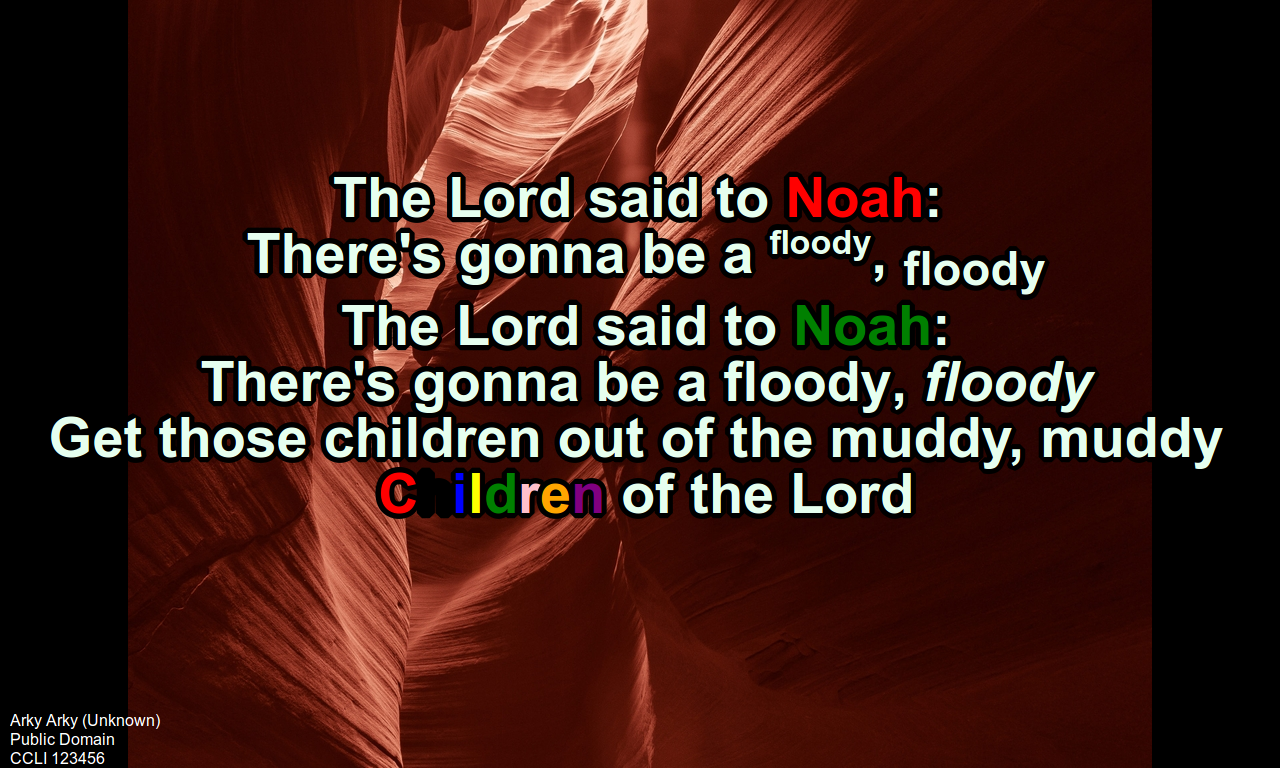 The Lord said to Noah:
There's gonna be a floody, floody
The Lord said to Noah:
There's gonna be a floody, floody
Get those children out of the muddy, muddy
Children of the Lord
Arky Arky (Unknown)
Public Domain
CCLI 123456